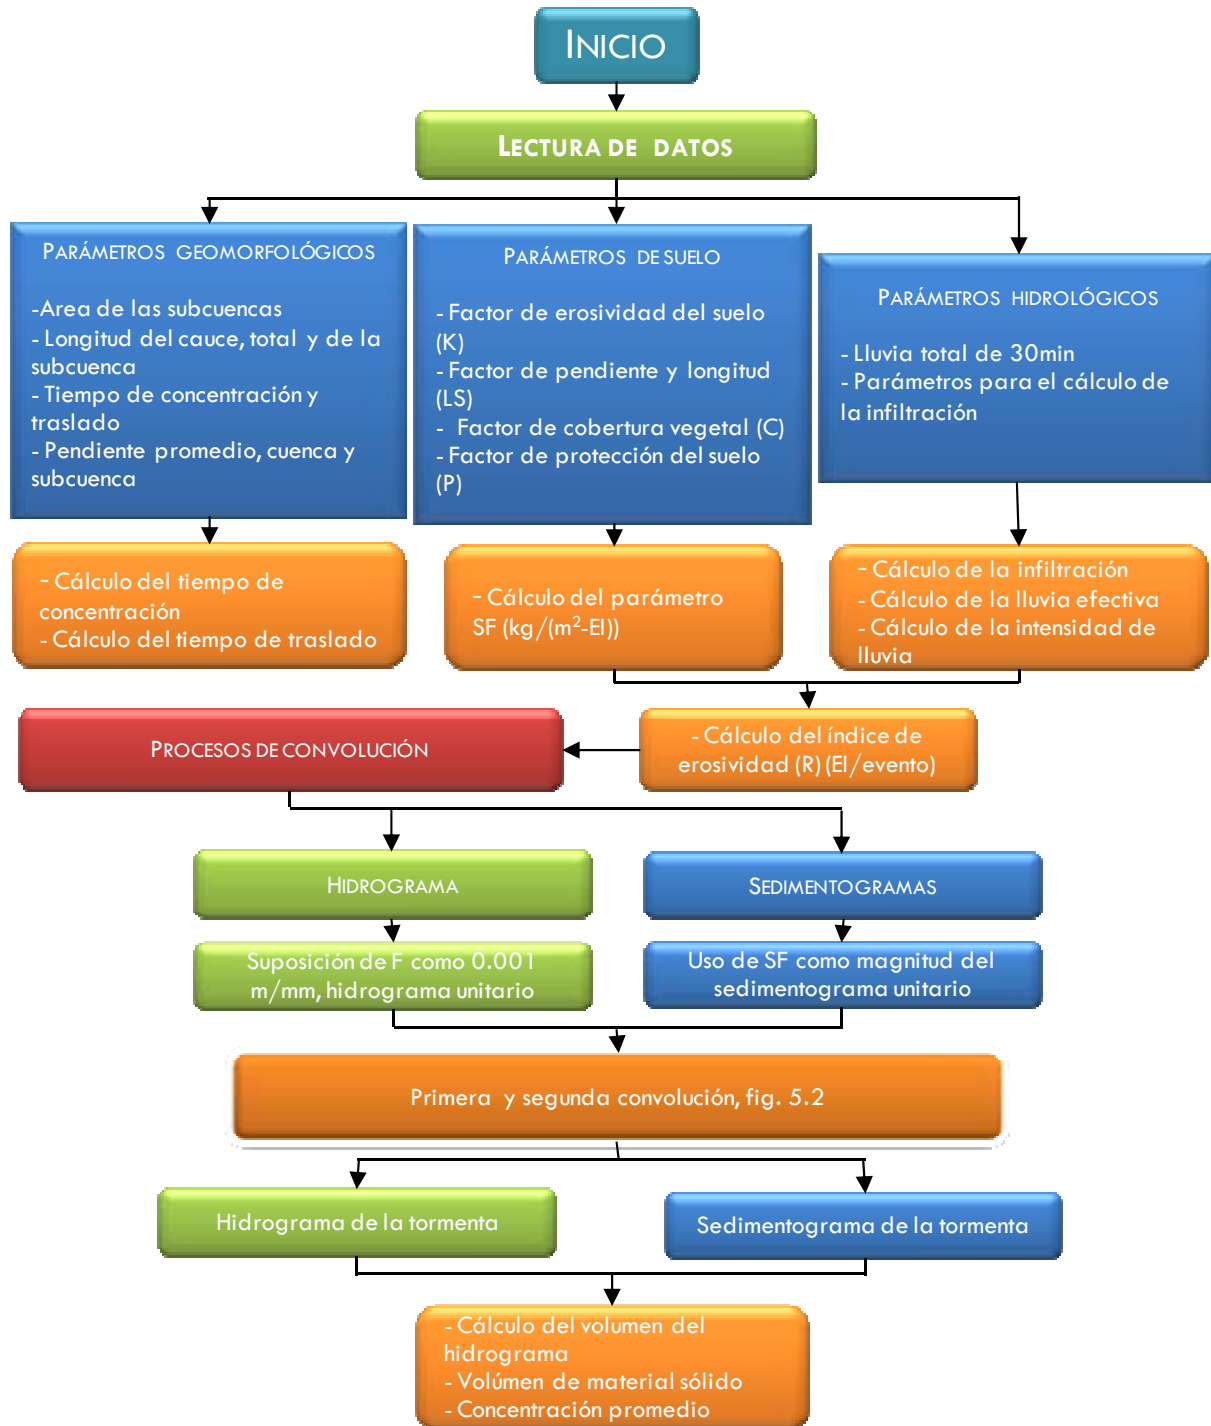 INICIO
LECTURA DE DATOS
PARÁMETROS GEOMORFOLÓGICOS
-Area de las subcuencas
- Longitud del cauce, total y de la
subcuenca
- Tiempo de concentración y
traslado
- Pendiente promedio, cuenca y
subcuenca
PARÁMETROS DE SUELO
- Factor de erosividad del suelo
(K)
- Factor de pendiente y longitud
(LS)
- Factor de cobertura vegetal (C)
- Factor de protección del suelo
(P)
PARÁMETROS HIDROLÓGICOS
- Lluvia total de 30min
- Parámetros para el cálculo de
la infiltración
- Cálculo del tiempo de
concentración
- Cálculo del tiempo de traslado
- Cálculo del parámetro
SF (kg/(m²-EI))
- Cálculo de la infiltración
- Cálculo de la lluvia efectiva
- Cálculo de la intensidad de
lluvia
PROCESOS DE CONVOLUCIÓN
- Cálculo del índice de
erosividad (R) (EI/evento)
HIDROGRAMA
SEDIMENTOGRAMAS
Suposición de F como 0.001
m/mm, hidrograma unitario
Uso de SF como magnitud del
sedimentograma unitario
Primera y segunda convolución, fig. 5.2
Hidrograma de la tormenta
Sedimentograma de la tormenta
- Cálculo del volumen del
hidrograma
- Volúmen de material sólido
- Concentración promedio